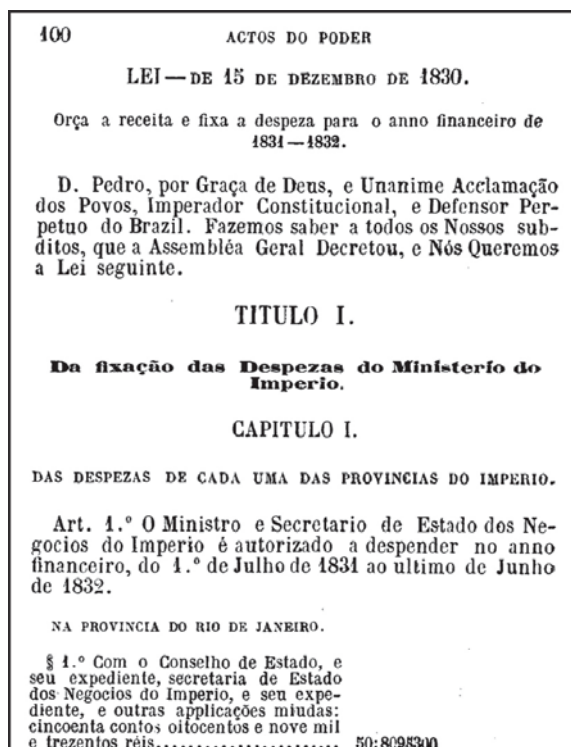 100 ACTOS DO PODER
LEI — DE 15 DE DEZEMBRO DE 1830.
Orça a receita e fixa a despeza para o anno financeiro de
1831—1832.
D. Pedro, por Graça de Deus, e Unanime Acclamação
dos Povos, Imperador Constitucional, e Defensor Per-
petuo do Brazil. Fazemos saber a todos os Nossos sub-
ditos, que a Assembléa Geral Decretou, e Nós Queremos
a Lei seguinte.
TITULO I.
Da fixação das Despezas do Ministerio do
Imperio.
CAPITULO I.
DAS DESPEZAS DE CADA UMA DAS PROVINCIAS DO IMPERIO.
Art. 1.º O Ministro e Secretario de Estado dos Ne-
gocios do Imperio é autorizado a despender no anno
financeiro, do 1.º de Julho de 1831 ao ultimo de Junho
de 1832.
NA PROVINCIA DO RIO DE JANEIRO.
§ 1.º Com o Conselho de Estado, e
seu expediente, secretaria de Estado
dos Negocios do Imperio, e seu expe-
diente, e outras applicações miudas:
cincoenta contos oitocentos e nove mil
e trezentos réis...................... 50:809$300